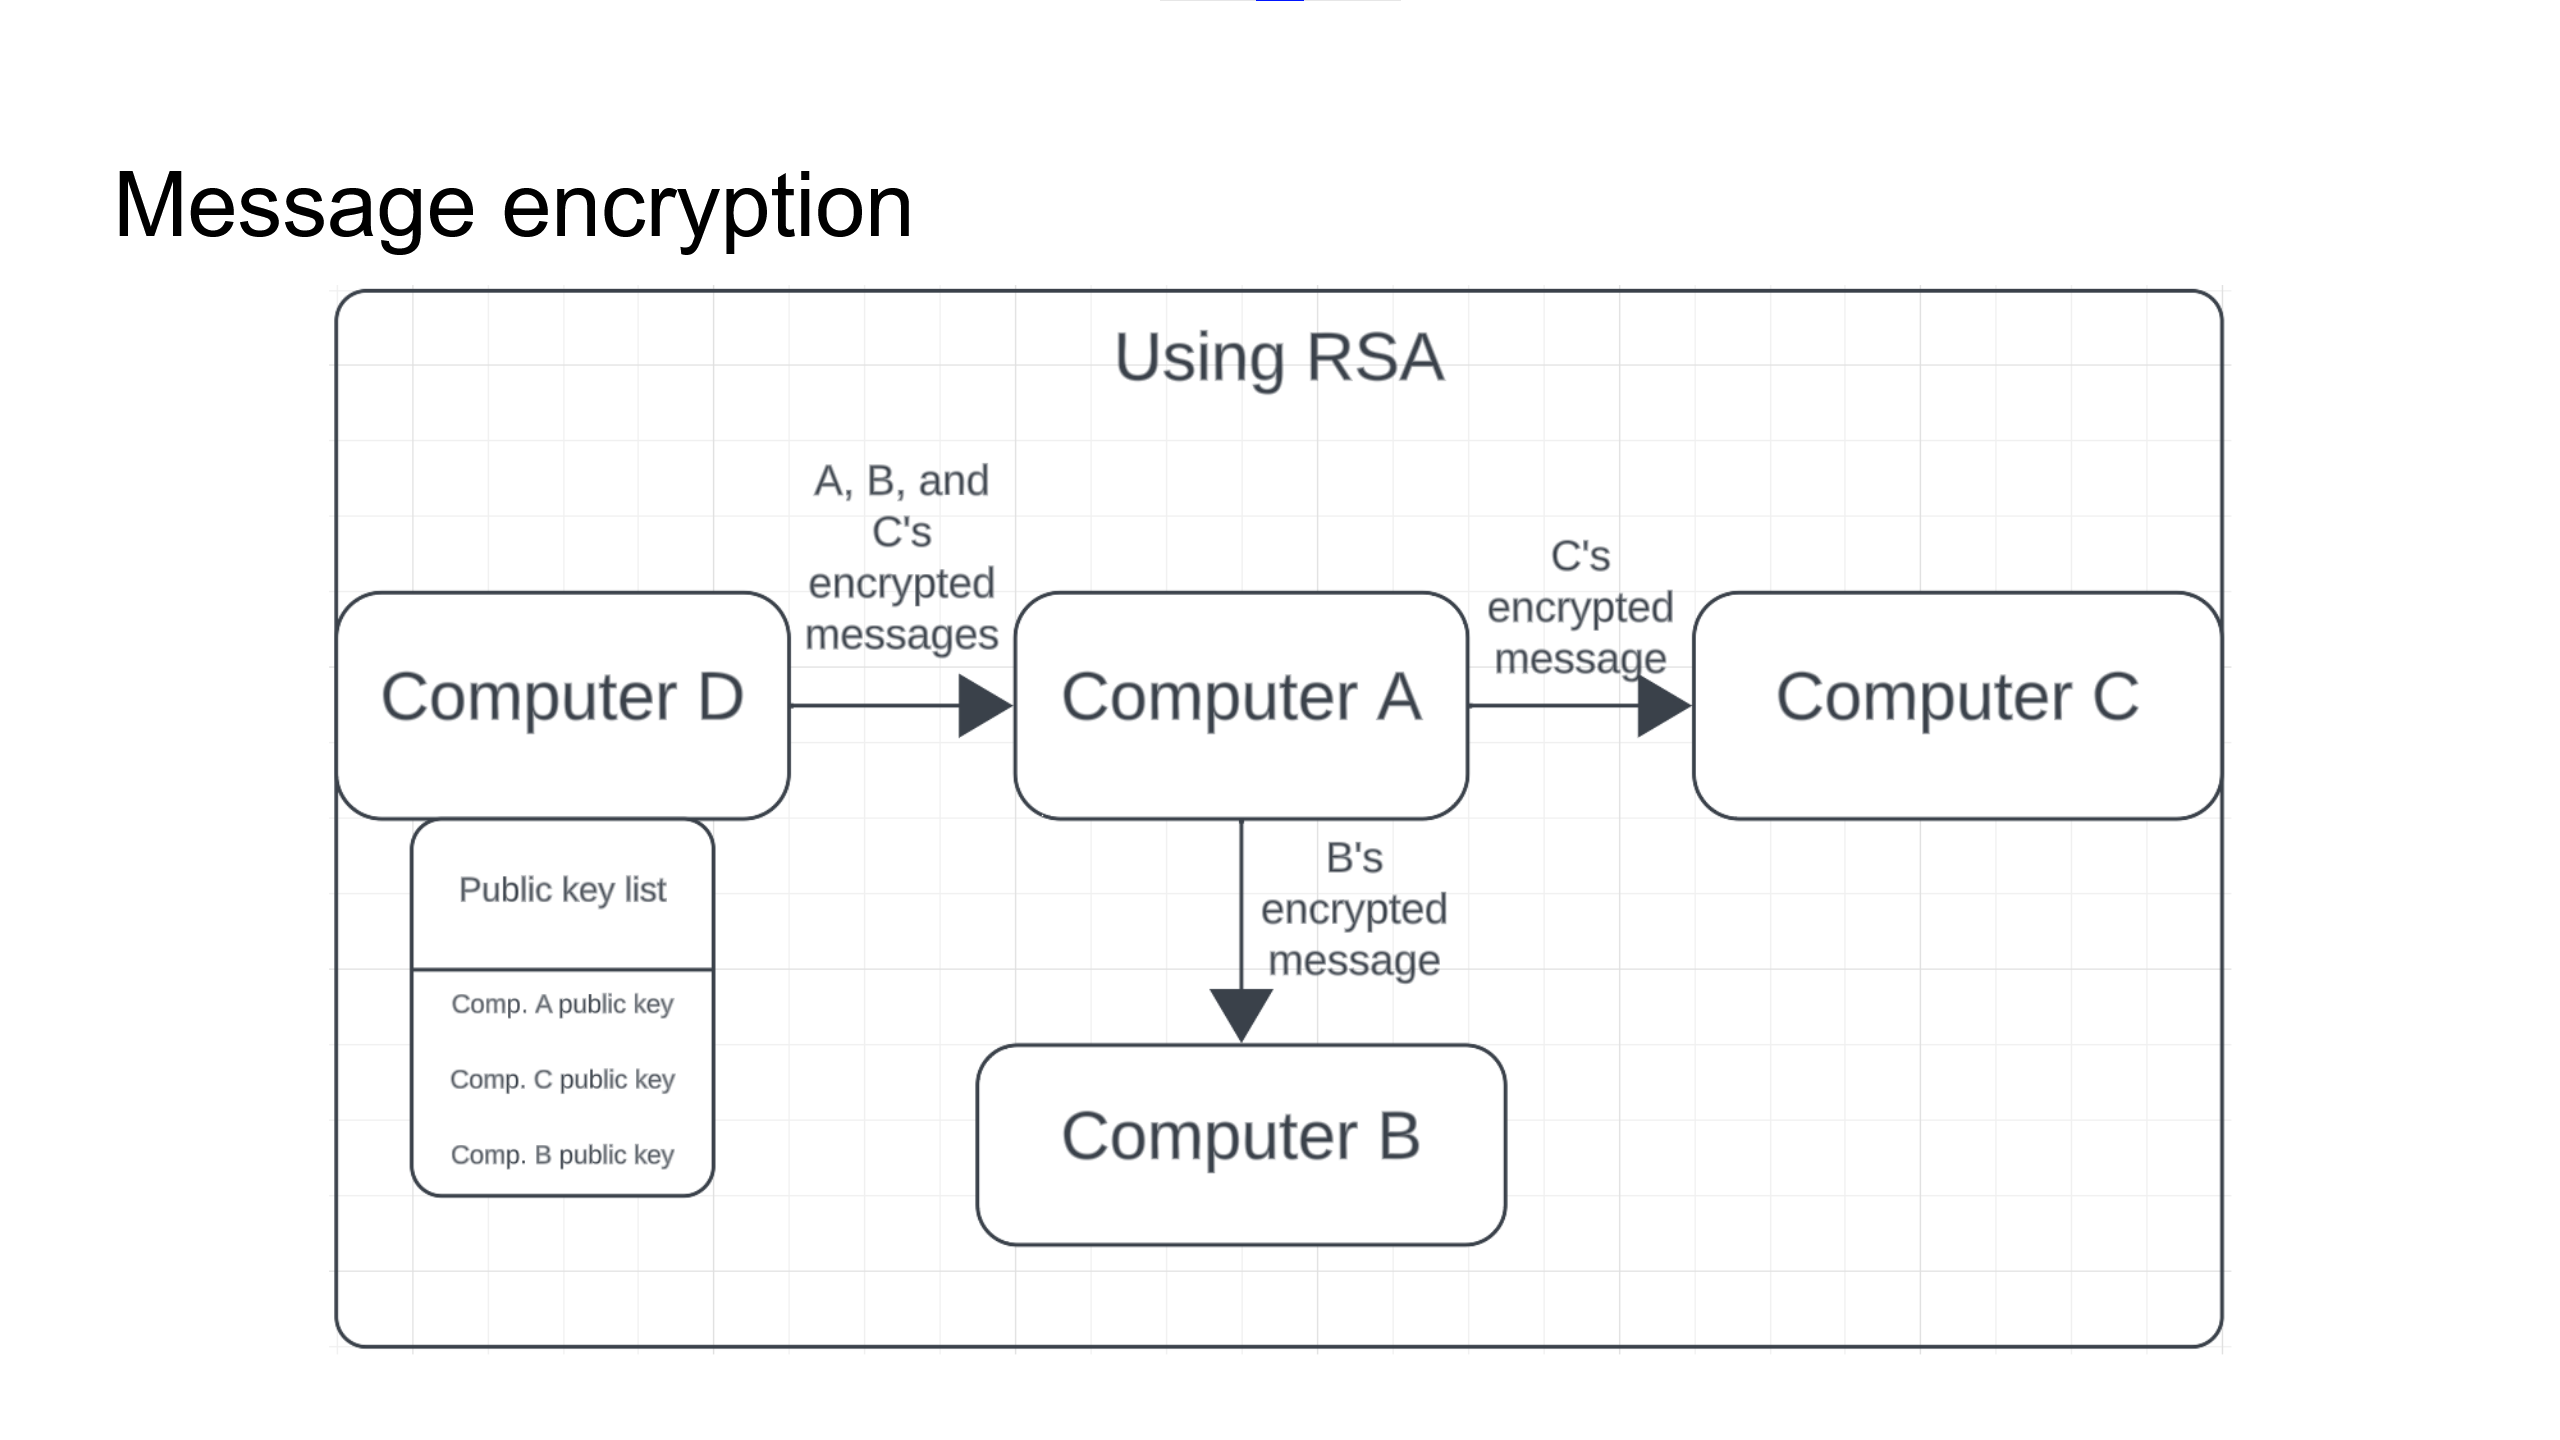 Message encryption
Using RSA
A, B, and
C's
encrypted
messages
C's
encrypted
message
Computer D
Computer A
Computer C
B's
encrypted
message
Public key list
Comp. A public key
Comp. C public key
Comp. B public key
Computer B